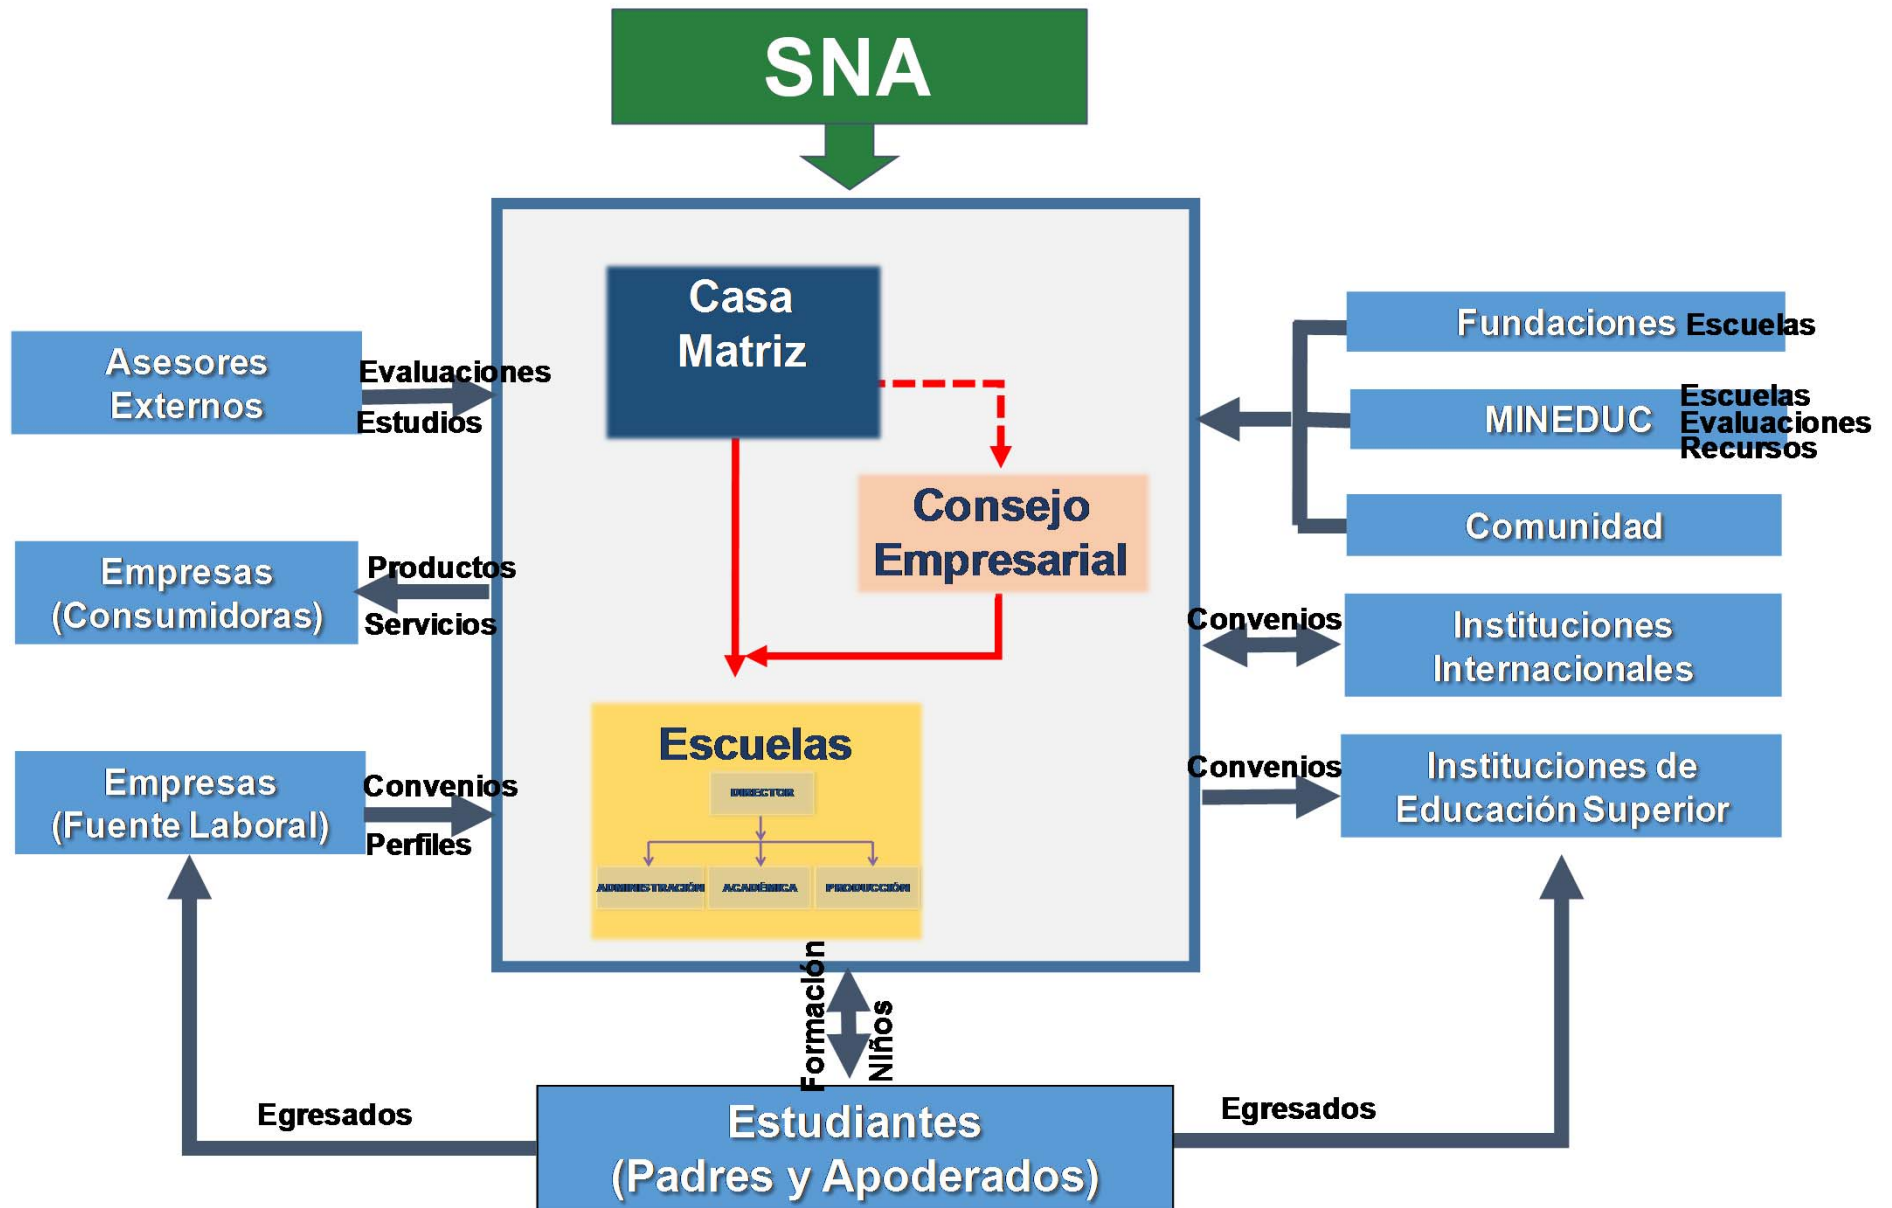 SNA
Casa
Matriz
Consejo
Empresarial
Escuelas
DIRECTOR
ADMINISTRACIÓN
ACADÉMICA
PRODUCCIÓN
Asesores
Externos
Evaluaciones
Estudios
Empresas
(Consumidoras)
Productos
Servicios
Empresas
(Fuente Laboral)
Convenios
Perfiles
Fundaciones
Escuelas
MINEDUC
Escuelas
Evaluaciones
Recursos
Comunidad
Convenios
Instituciones
Internacionales
Convenios
Instituciones de
Educación Superior
Formación
Niños
Egresados
Estudiantes
(Padres y Apoderados)
Egresados